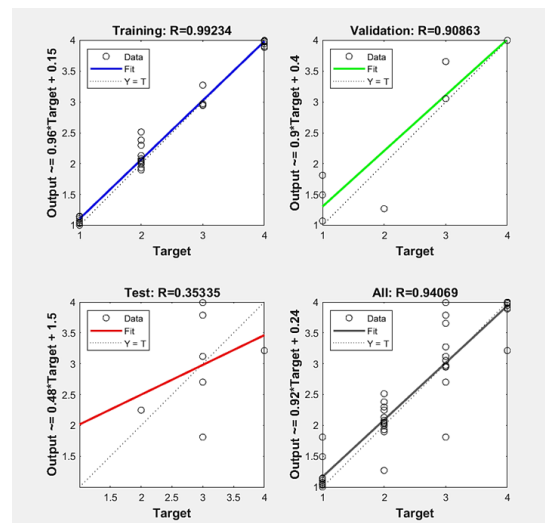 Training: R=0.99234
Output ~= 0.96*Target + 0.15
4
3.5
3
2.5
2
1.5
1
Data
Fit
Y = T
1 2 3 4
Target
Validation: R=0.90863
Output ~= 0.9*Target + 0.4
4
3.5
3
2.5
2
1.5
1
Data
Fit
Y = T
1 2 3 4
Target
Test: R=0.35335
Output ~= 0.48*Target + 1.5
4
3.5
3
2.5
2
1.5
Data
Fit
Y = T
1.5 2 2.5 3 3.5 4
Target
All: R=0.94069
Output ~= 0.92*Target + 0.24
4
3.5
3
2.5
2
1.5
1
Data
Fit
Y = T
1 2 3 4
Target